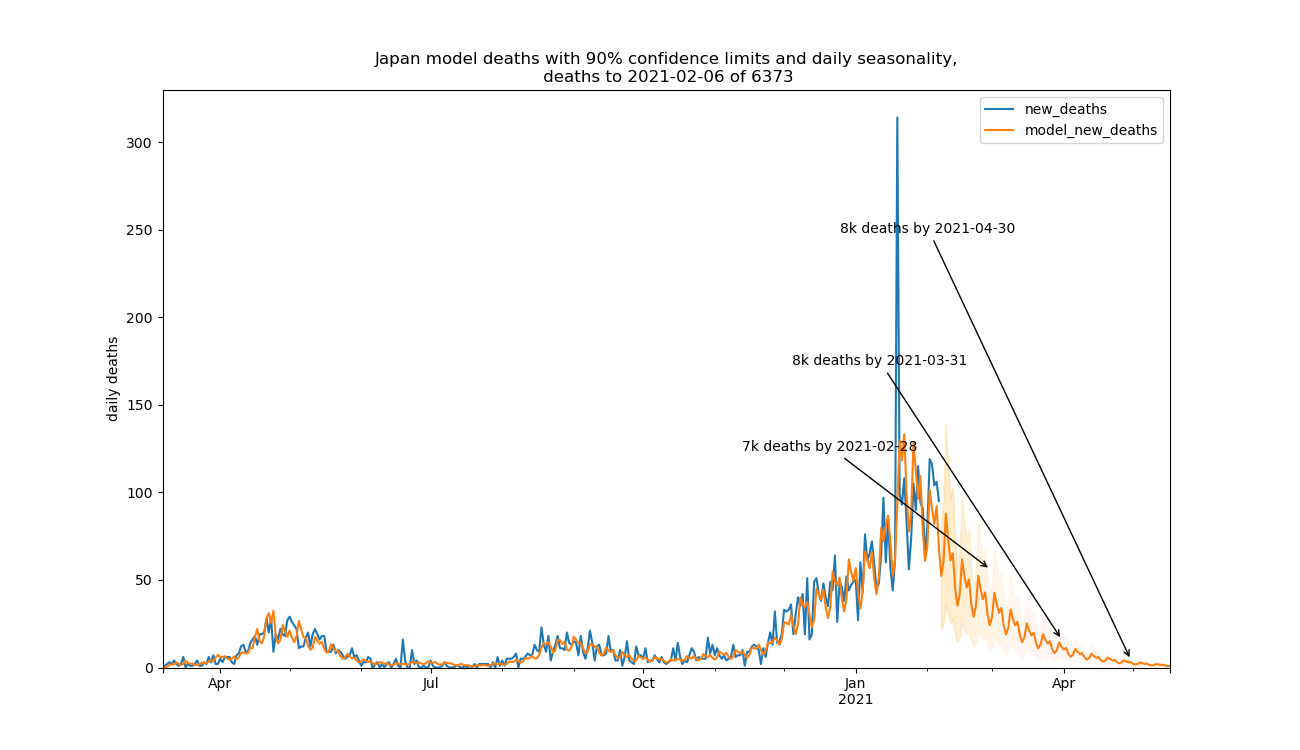 Japan model deaths with 90% confidence limits and daily seasonality,
deaths to 2021-02-06 of 6373
new_deaths
model_new_deaths
300
250
200
150
100
50
0
daily deaths
8k deaths by 2021-04-30
8k deaths by 2021-03-31
7k deaths by 2021-02-28
Apr
Jul
Oct
Jan
2021
Apr